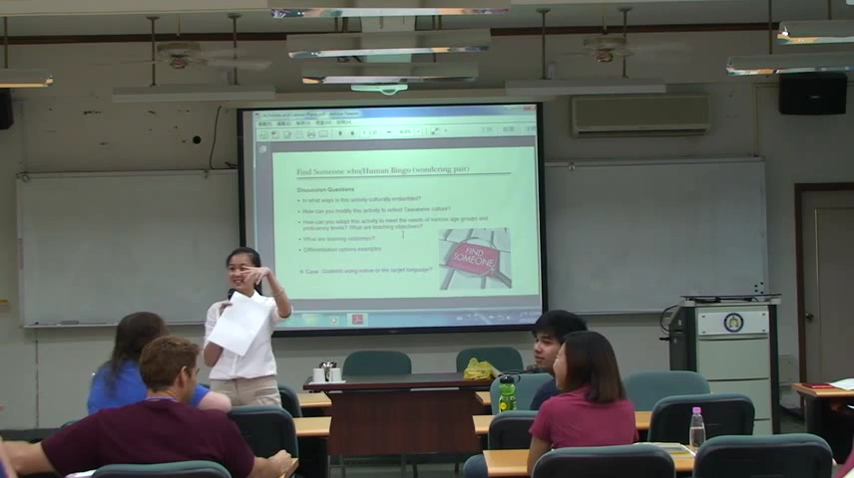 Find Someone who/Human Bingo (wondering pair)
Discussion Questions
• In what ways is this activity culturally embedded?
• How can you modify this activity to reflect Taiwanese culture?
• How can you adapt this activity to meet the needs of various age groups and
proficiency levels? What are teaching objectives?
• What are learning outcomes?
• Differentiation options examples
Case: Students using native or the target language?
FIND
SOMEONE